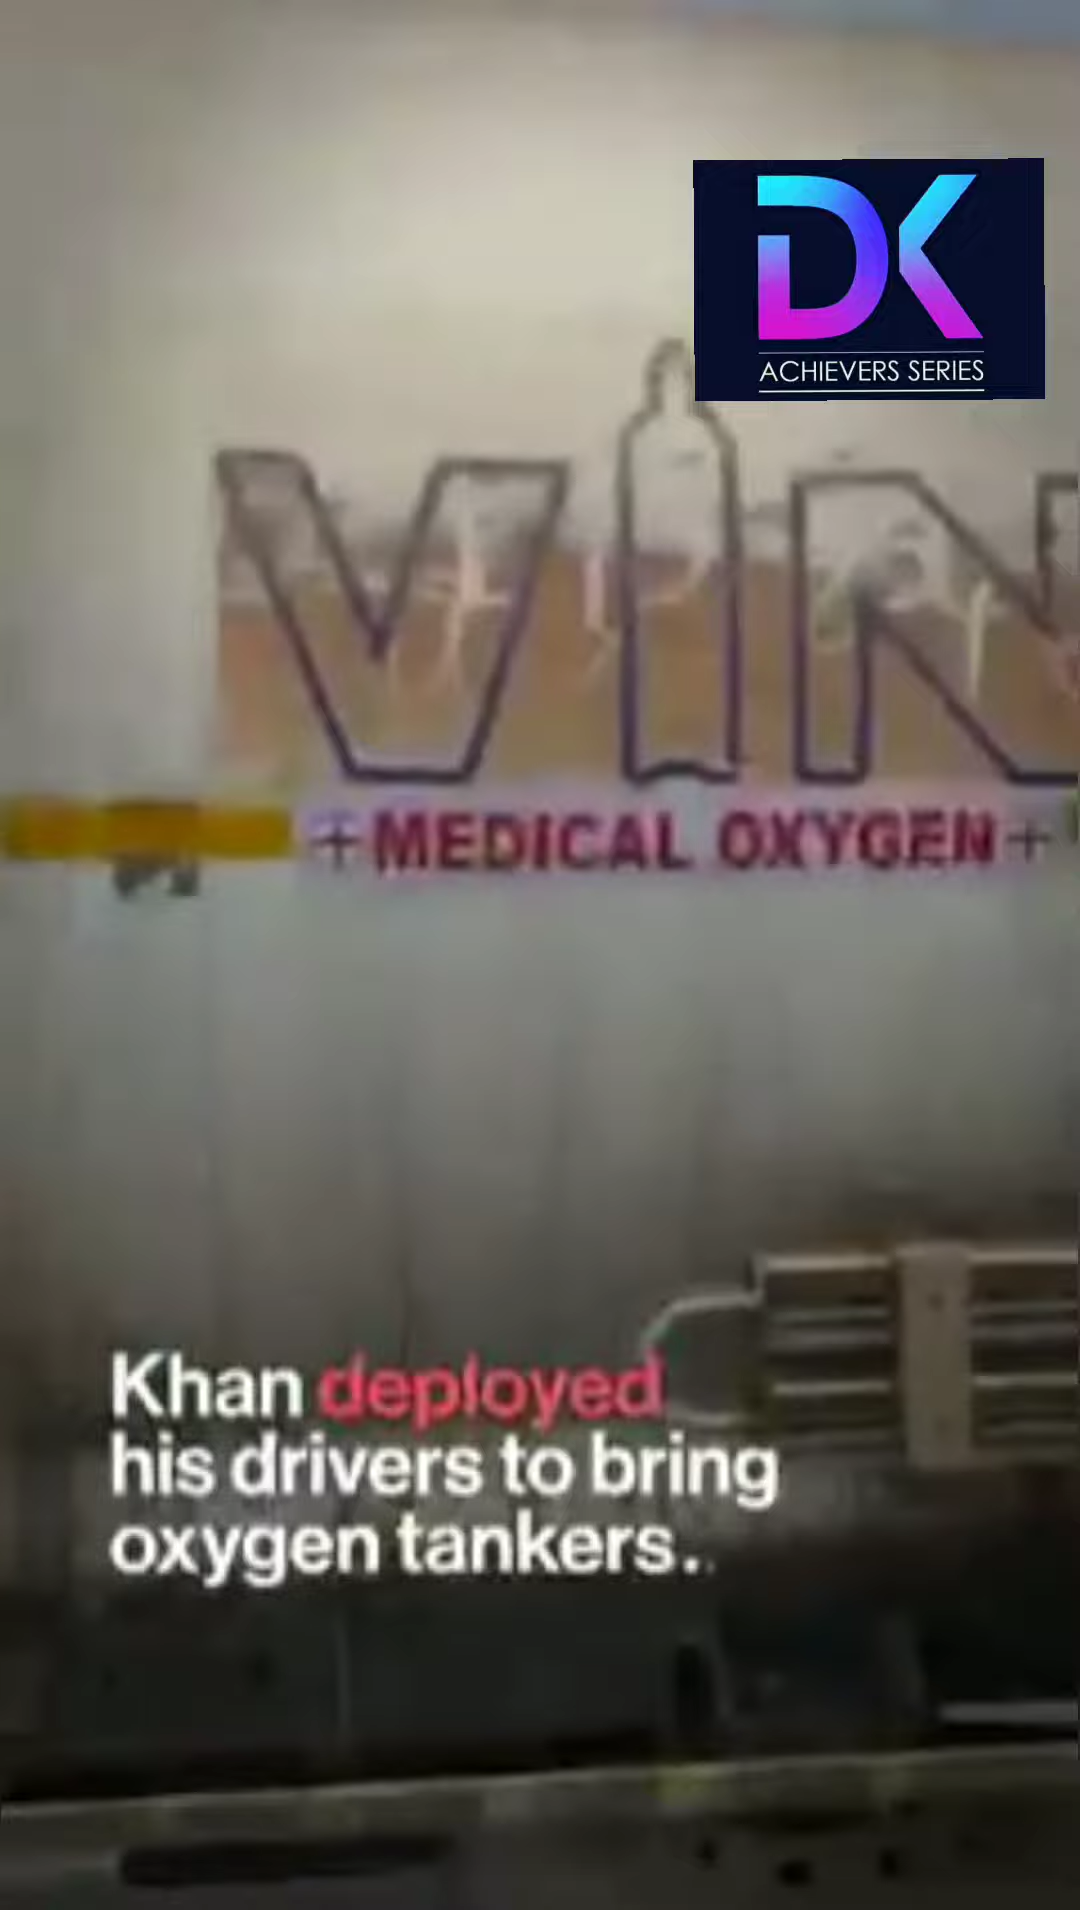 DK
ACHIEVERS SERIES
VIN
+MEDICAL OXYGEN+
Khan deployed
his drivers to bring
oxygen tankers..